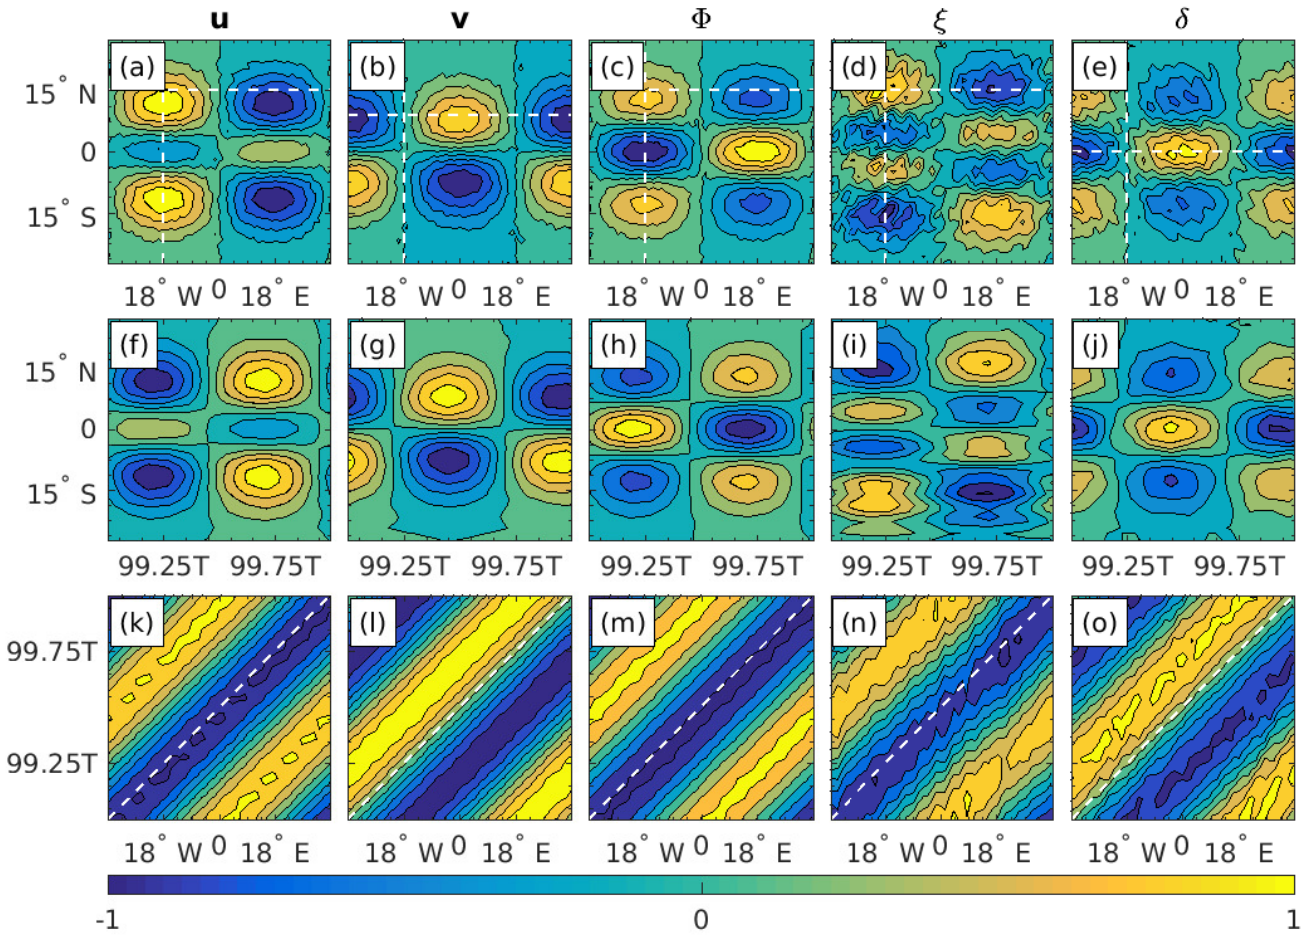 u v Φ ξ δ
(a) (b) (c) (d) (e)
15° N
0
15° S
18° W 0 18° E 18° W 0 18° E 18° W 0 18° E 18° W 0 18° E 18° W 0 18° E
(f) (g) (h) (i) (j)
15° N
0
15° S
99.25T 99.75T 99.25T 99.75T 99.25T 99.75T 99.25T 99.75T 99.25T 99.75T
(k) (l) (m) (n) (o)
99.75T
99.25T
18° W 0 18° E 18° W 0 18° E 18° W 0 18° E 18° W 0 18° E 18° W 0 18° E
-1 0 1